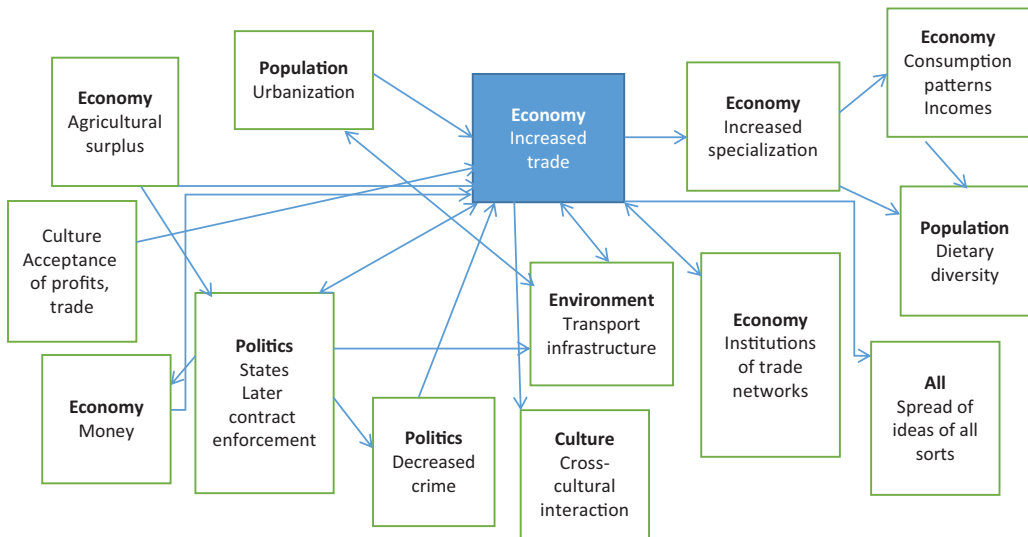 Economy
Agricultural
surplus
Population
Urbanization
Economy
Increased
trade
Economy
Increased
specialization
Economy
Consumption
patterns
Incomes
Culture
Acceptance
of profits,
trade
Population
Dietary
diversity
Economy
Money
Politics
States
Later
contract
enforcement
Politics
Decreased
crime
Environment
Transport
infrastructure
Culture
Cross-
cultural
interaction
Economy
Institutions
of trade
networks
All
Spread of
ideas of all
sorts